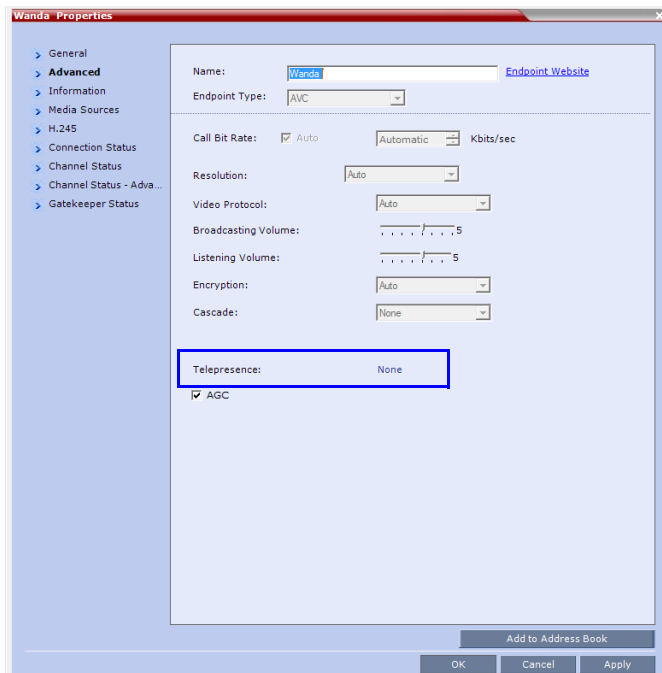 Wanda Properties
General
Advanced
Information
Media Sources
H.245
Connection Status
Channel Status
Channel Status - Adva...
Gatekeeper Status
Name: Wanda Endpoint Website
Endpoint Type: AVC
Call Bit Rate: Auto Automatic Kbits/sec
Resolution: Auto
Video Protocol: Auto
Broadcasting Volume: 5
Listening Volume: 5
Encryption: Auto
Cascade: None
Telepresence: None
AGC
Add to Address Book
OK Cancel Apply